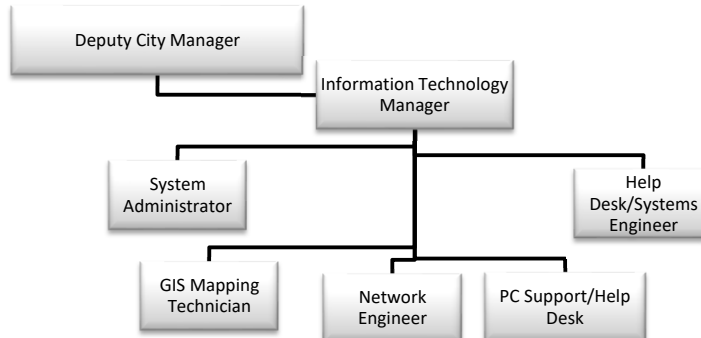 Deputy City Manager
Information Technology
Manager
System
Administrator
Help
Desk/Systems
Engineer
GIS Mapping
Technician
Network
Engineer
PC Support/Help
Desk